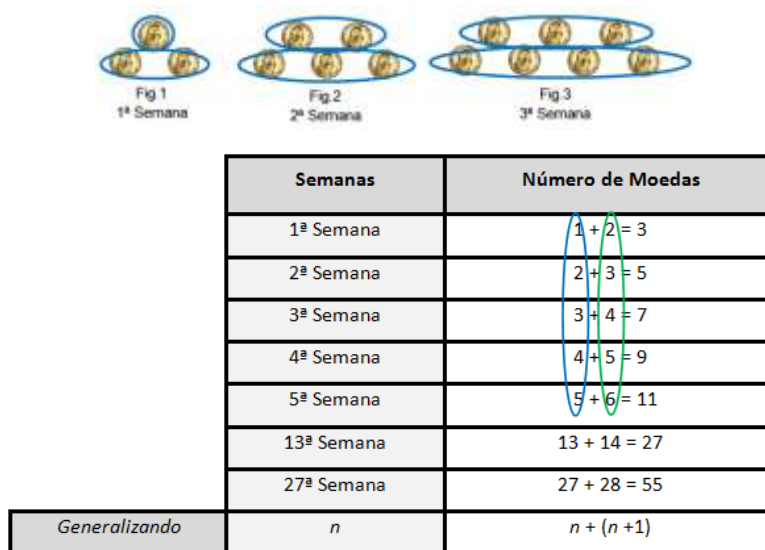 Fig.1 Fig.2 Fig.3
1ª Semana 2ª Semana 3ª Semana
Semanas Número de Moedas
1ª Semana 1 + 2 = 3
2ª Semana 2 + 3 = 5
3ª Semana 3 + 4 = 7
4ª Semana 4 + 5 = 9
5ª Semana 5 + 6 = 11
13ª Semana 13 + 14 = 27
27ª Semana 27 + 28 = 55
Generalizando n n + (n +1)